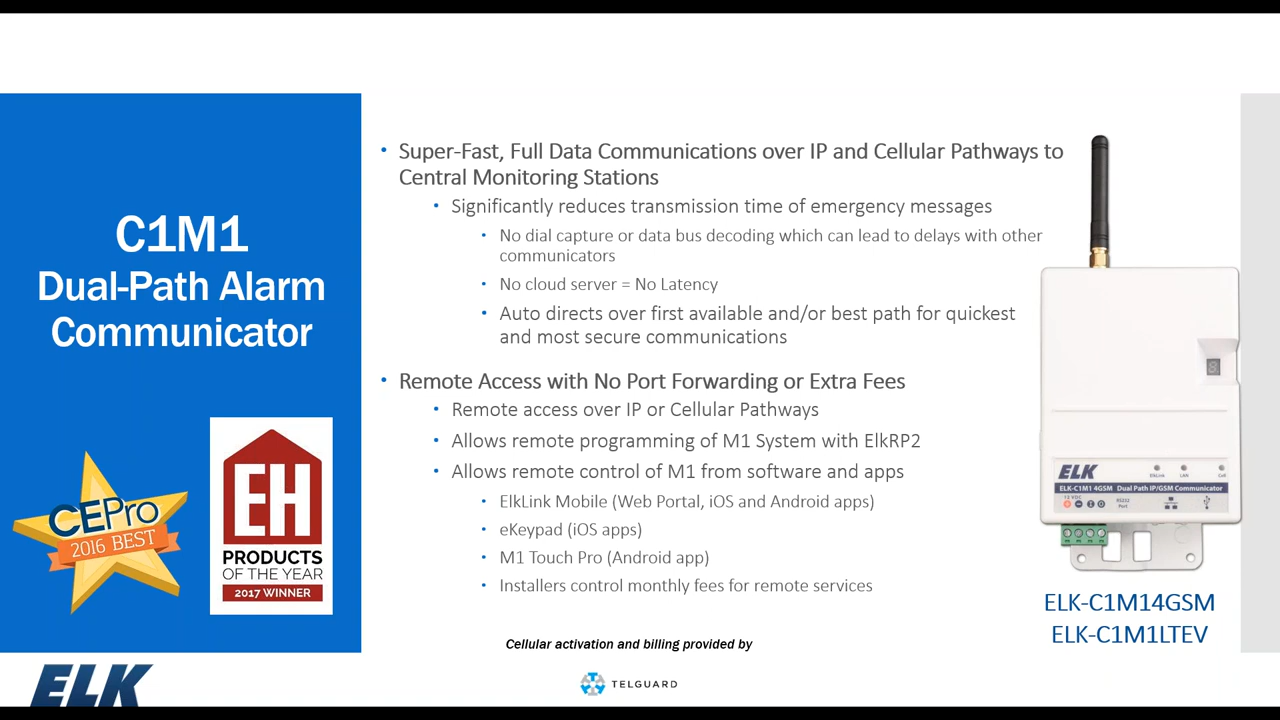 C1M1
Dual-Path Alarm
Communicator
CEPro
2016 BEST
EH
PRODUCTS
OF THE YEAR
2017 WINNER
ELK
• Super-Fast, Full Data Communications over IP and Cellular Pathways to
Central Monitoring Stations
• Significantly reduces transmission time of emergency messages
• No dial capture or data bus decoding which can lead to delays with other
communicators
• No cloud server = No Latency
• Auto directs over first available and/or best path for quickest
and most secure communications
• Remote Access with No Port Forwarding or Extra Fees
• Remote access over IP or Cellular Pathways
• Allows remote programming of M1 System with ElkRP2
• Allows remote control of M1 from software and apps
• ElkLink Mobile (Web Portal, iOS and Android apps)
• eKeypad (iOS apps)
• M1 Touch Pro (Android app)
• Installers control monthly fees for remote services
Cellular activation and billing provided by
TELGUARD
ELK
ElkLink LAN Cell
ELK-C1M1 4GSM Dual Path IP/GSM Communicator
12 VDC
RS232
Port
ELK-C1M14GSM
ELK-C1M1LTEV